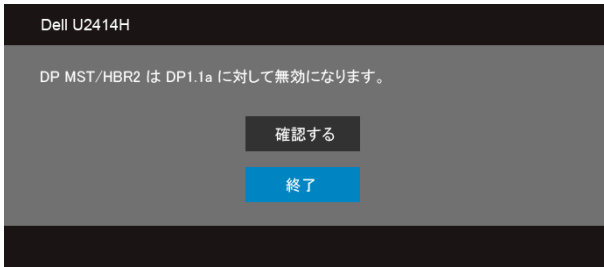 Dell U2414H
DP MST/HBR2 は DP1.1a に対して無効になります。
確認する
終了